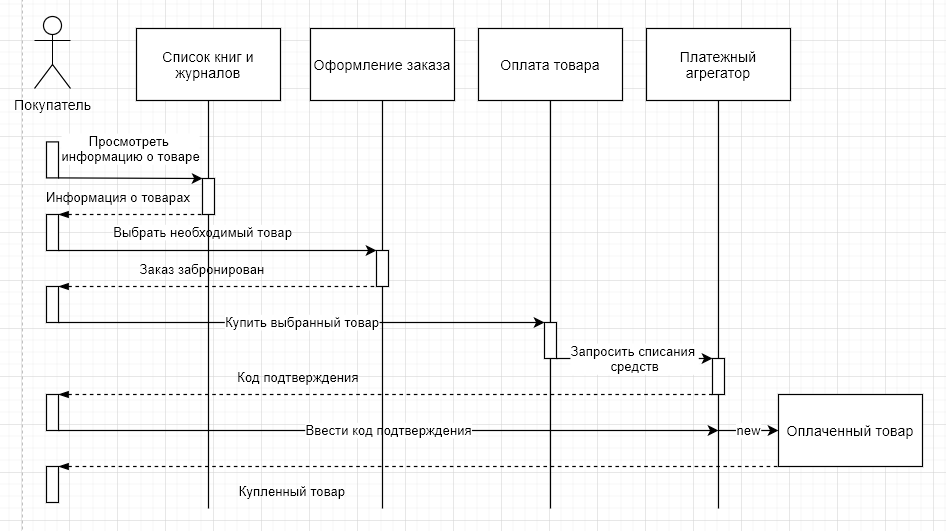 Покупатель
Список книг и
журналов
Оформление заказа
Оплата товара
Платежный
агрегатор
Просмотреть
информацию о товаре
Информация о товарах
Выбрать необходимый товар
Заказ забронирован
Купить выбранный товар
Запросить списания
средств
Код подтверждения
Ввести код подтверждения
new
Оплаченный товар
Купленный товар